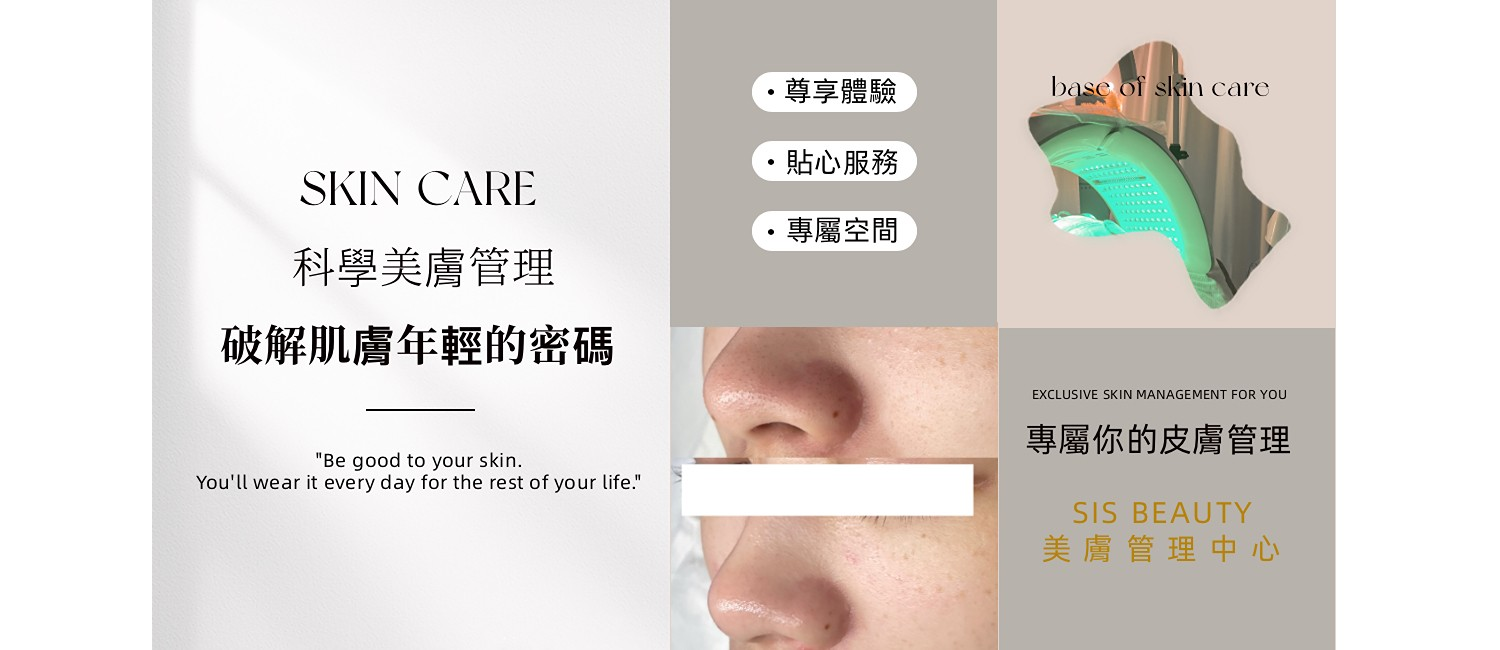 SKIN CARE
科學美膚管理
破解肌膚年輕的密碼
"Be good to your skin.
You'll wear it every day for the rest of your life."
• 尊享體驗
• 貼心服務
• 專屬空間
base of skin care
EXCLUSIVE SKIN MANAGEMENT FOR YOU
專屬你的皮膚管理
SIS BEAUTY
美膚管理中心